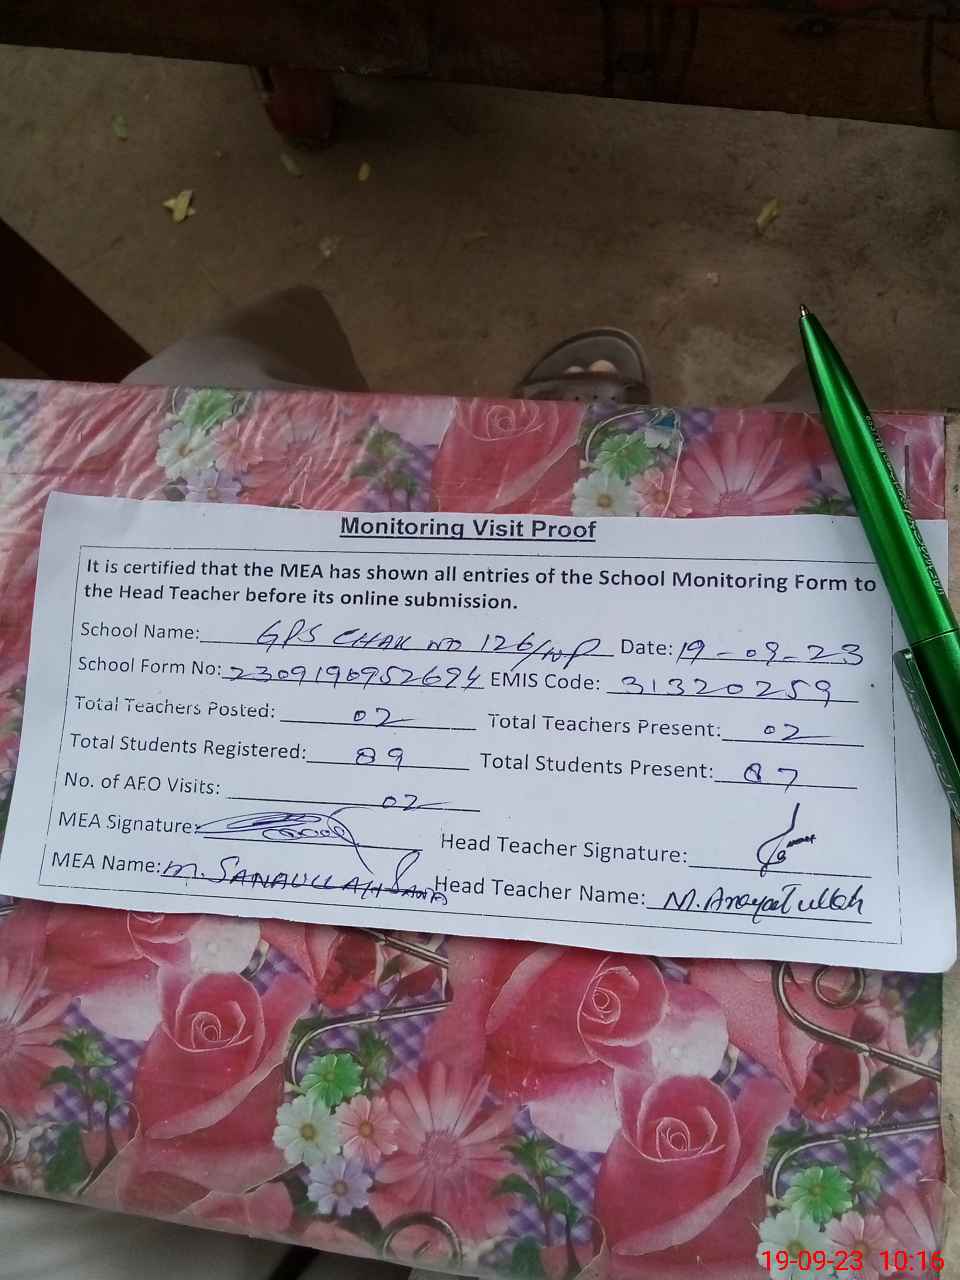 Monitoring Visit Proof
It is certified that the MEA has shown all entries of the School Monitoring Form to
the Head Teacher before its online submission.
School Name: GPS CHAK NO 126/NP Date: 19-09-23
School Form No: 2309190952694 EMIS Code: 31320259
Total Teachers Posted: 02 Total Teachers Present: 02
Total Students Registered: 89 Total Students Present: 87
No. of AEO Visits: 02
MEA Signature: Head Teacher Signature:
MEA Name: M. SANAULLAH SANA Head Teacher Name: M.
19-09-23 10:16